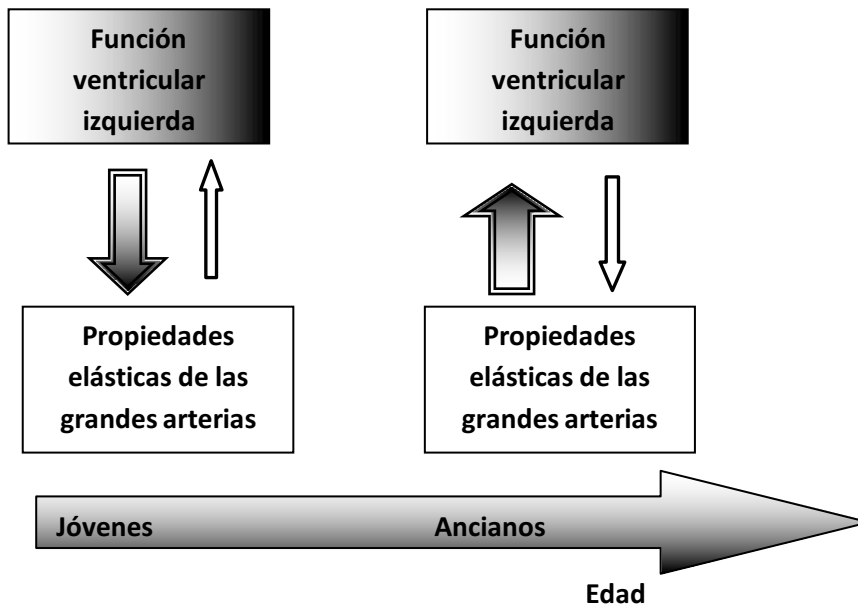 Función
ventricular
izquierda
Función
ventricular
izquierda
Propiedades
elásticas de las
grandes arterias
Propiedades
elásticas de las
grandes arterias
Jóvenes
Ancianos
Edad